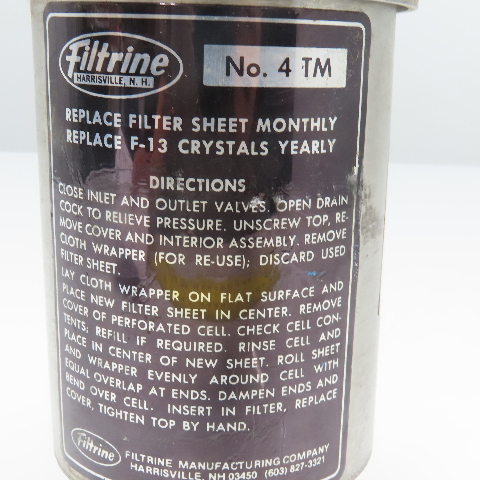 Filtrine
HARRISVILLE, N. H.
No. 4 TM
REPLACE FILTER SHEET MONTHLY
REPLACE F-13 CRYSTALS YEARLY
DIRECTIONS
CLOSE INLET AND OUTLET VALVES. OPEN DRAIN
COCK TO RELIEVE PRESSURE. UNSCREW TOP, RE-
MOVE COVER AND INTERIOR ASSEMBLY. REMOVE
CLOTH WRAPPER (FOR RE-USE); DISCARD USED
FILTER SHEET.
LAY CLOTH WRAPPER ON FLAT SURFACE AND
PLACE NEW FILTER SHEET IN CENTER. REMOVE
COVER OF PERFORATED CELL. CHECK CELL CON-
TENTS; REFILL IF REQUIRED. RINSE CELL AND
PLACE IN CENTER OF NEW SHEET. ROLL SHEET
AND WRAPPER EVENLY AROUND CELL WITH
EQUAL OVERLAP AT ENDS. DAMPEN ENDS AND
BEND OVER CELL. INSERT IN FILTER, REPLACE
COVER, TIGHTEN TOP BY HAND.
Filtrine
FILTRINE MANUFACTURING COMPANY
HARRISVILLE, NH 03450 (603) 827-3321